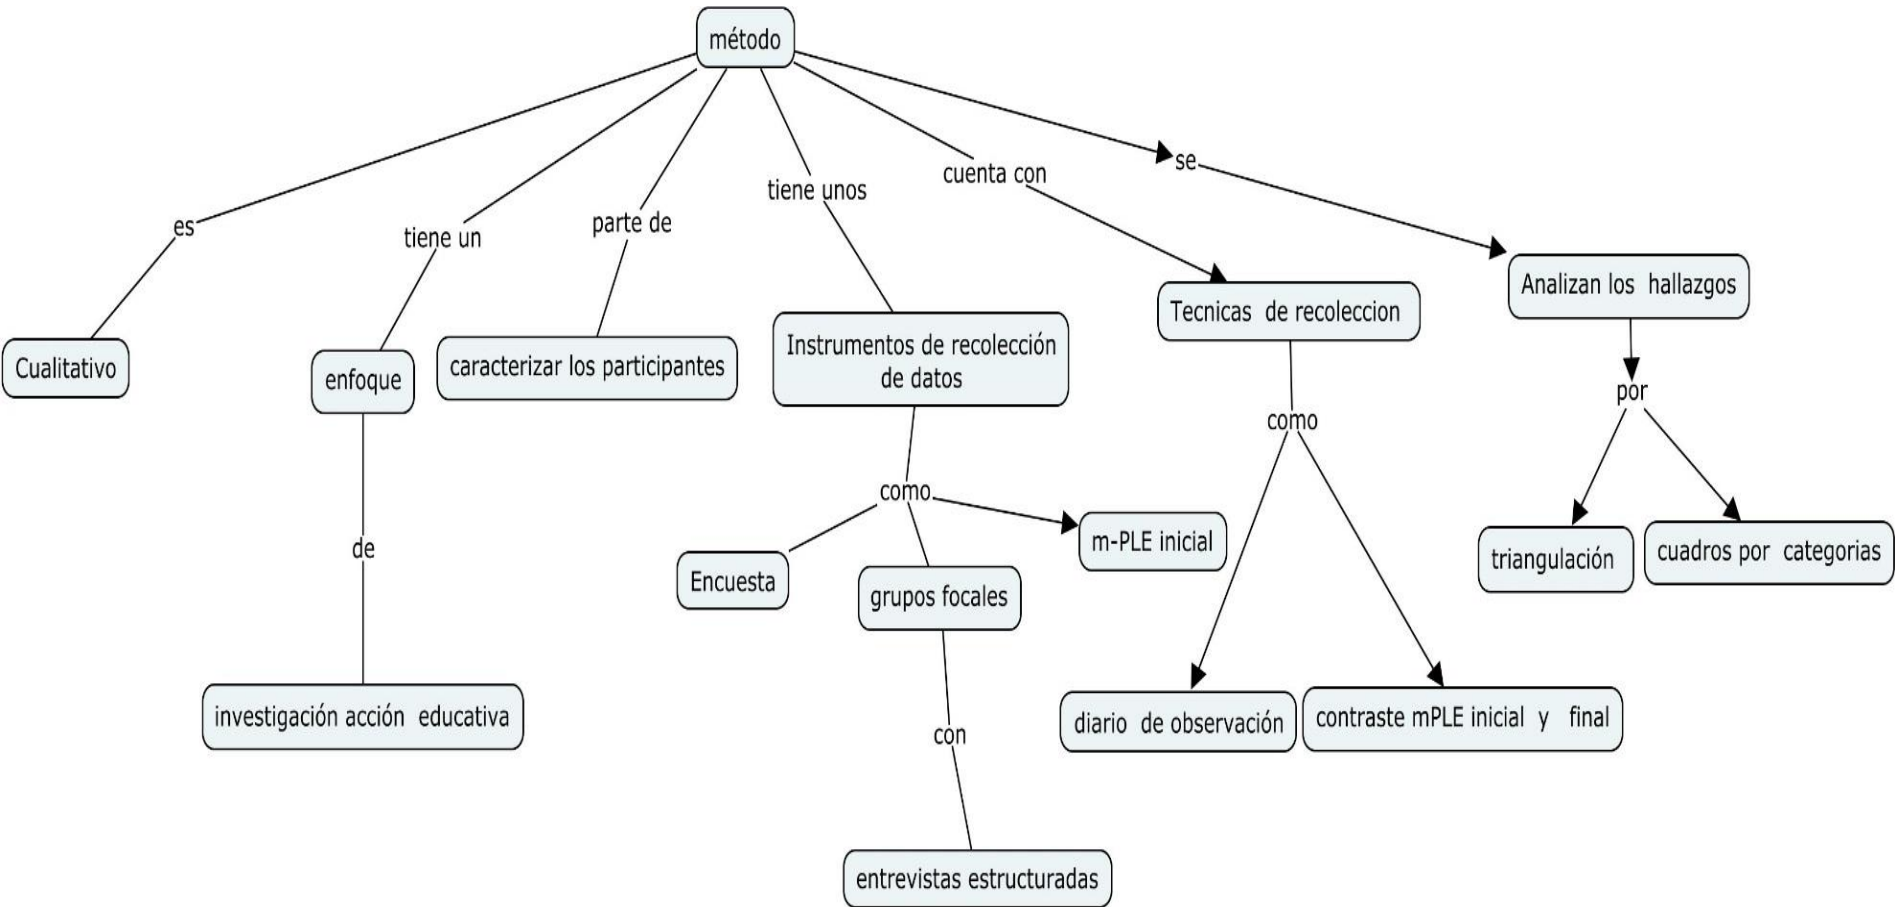 método
es
tiene un
parte de
tiene unos
cuenta con
se
Cualitativo
enfoque
caracterizar los participantes
Instrumentos de recolección
de datos
Tecnicas de recoleccion
Analizan los hallazgos
de
como
como
por
Encuesta
grupos focales
m-PLE inicial
triangulación
cuadros por categorias
investigación acción educativa
con
diario de observación
contraste mPLE inicial y final
entrevistas estructuradas